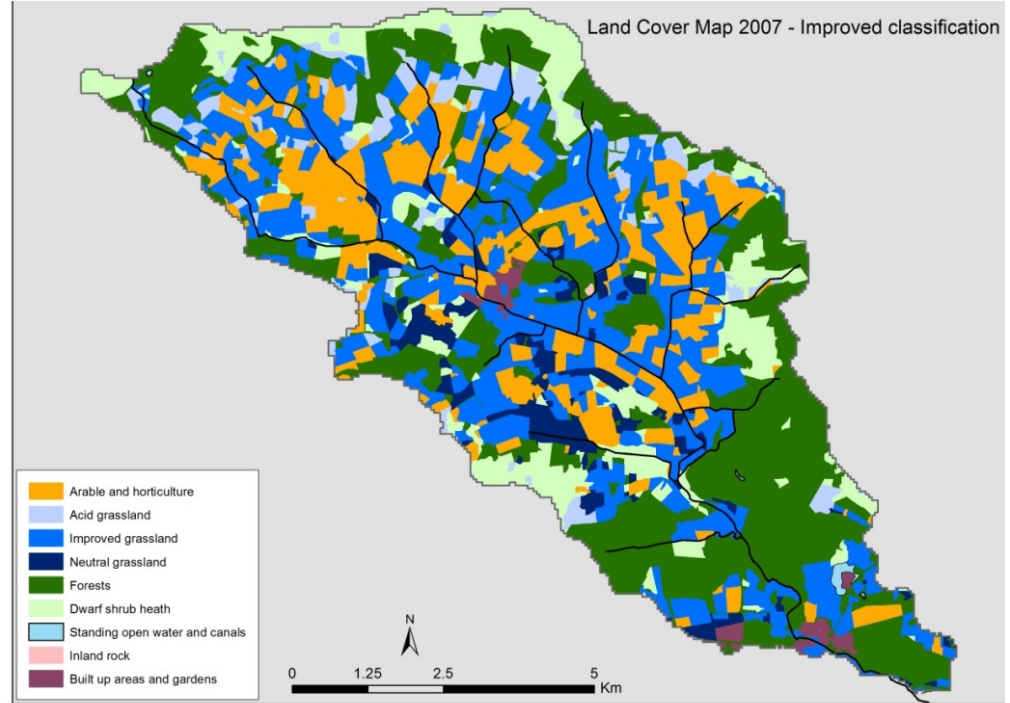 Land Cover Map 2007 - Improved classification
Arable and horticulture
Acid grassland
Improved grassland
Neutral grassland
Forests
Dwarf shrub heath
Standing open water and canals
Inland rock
Built up areas and gardens
N
0 1.25 2.5 5
Km